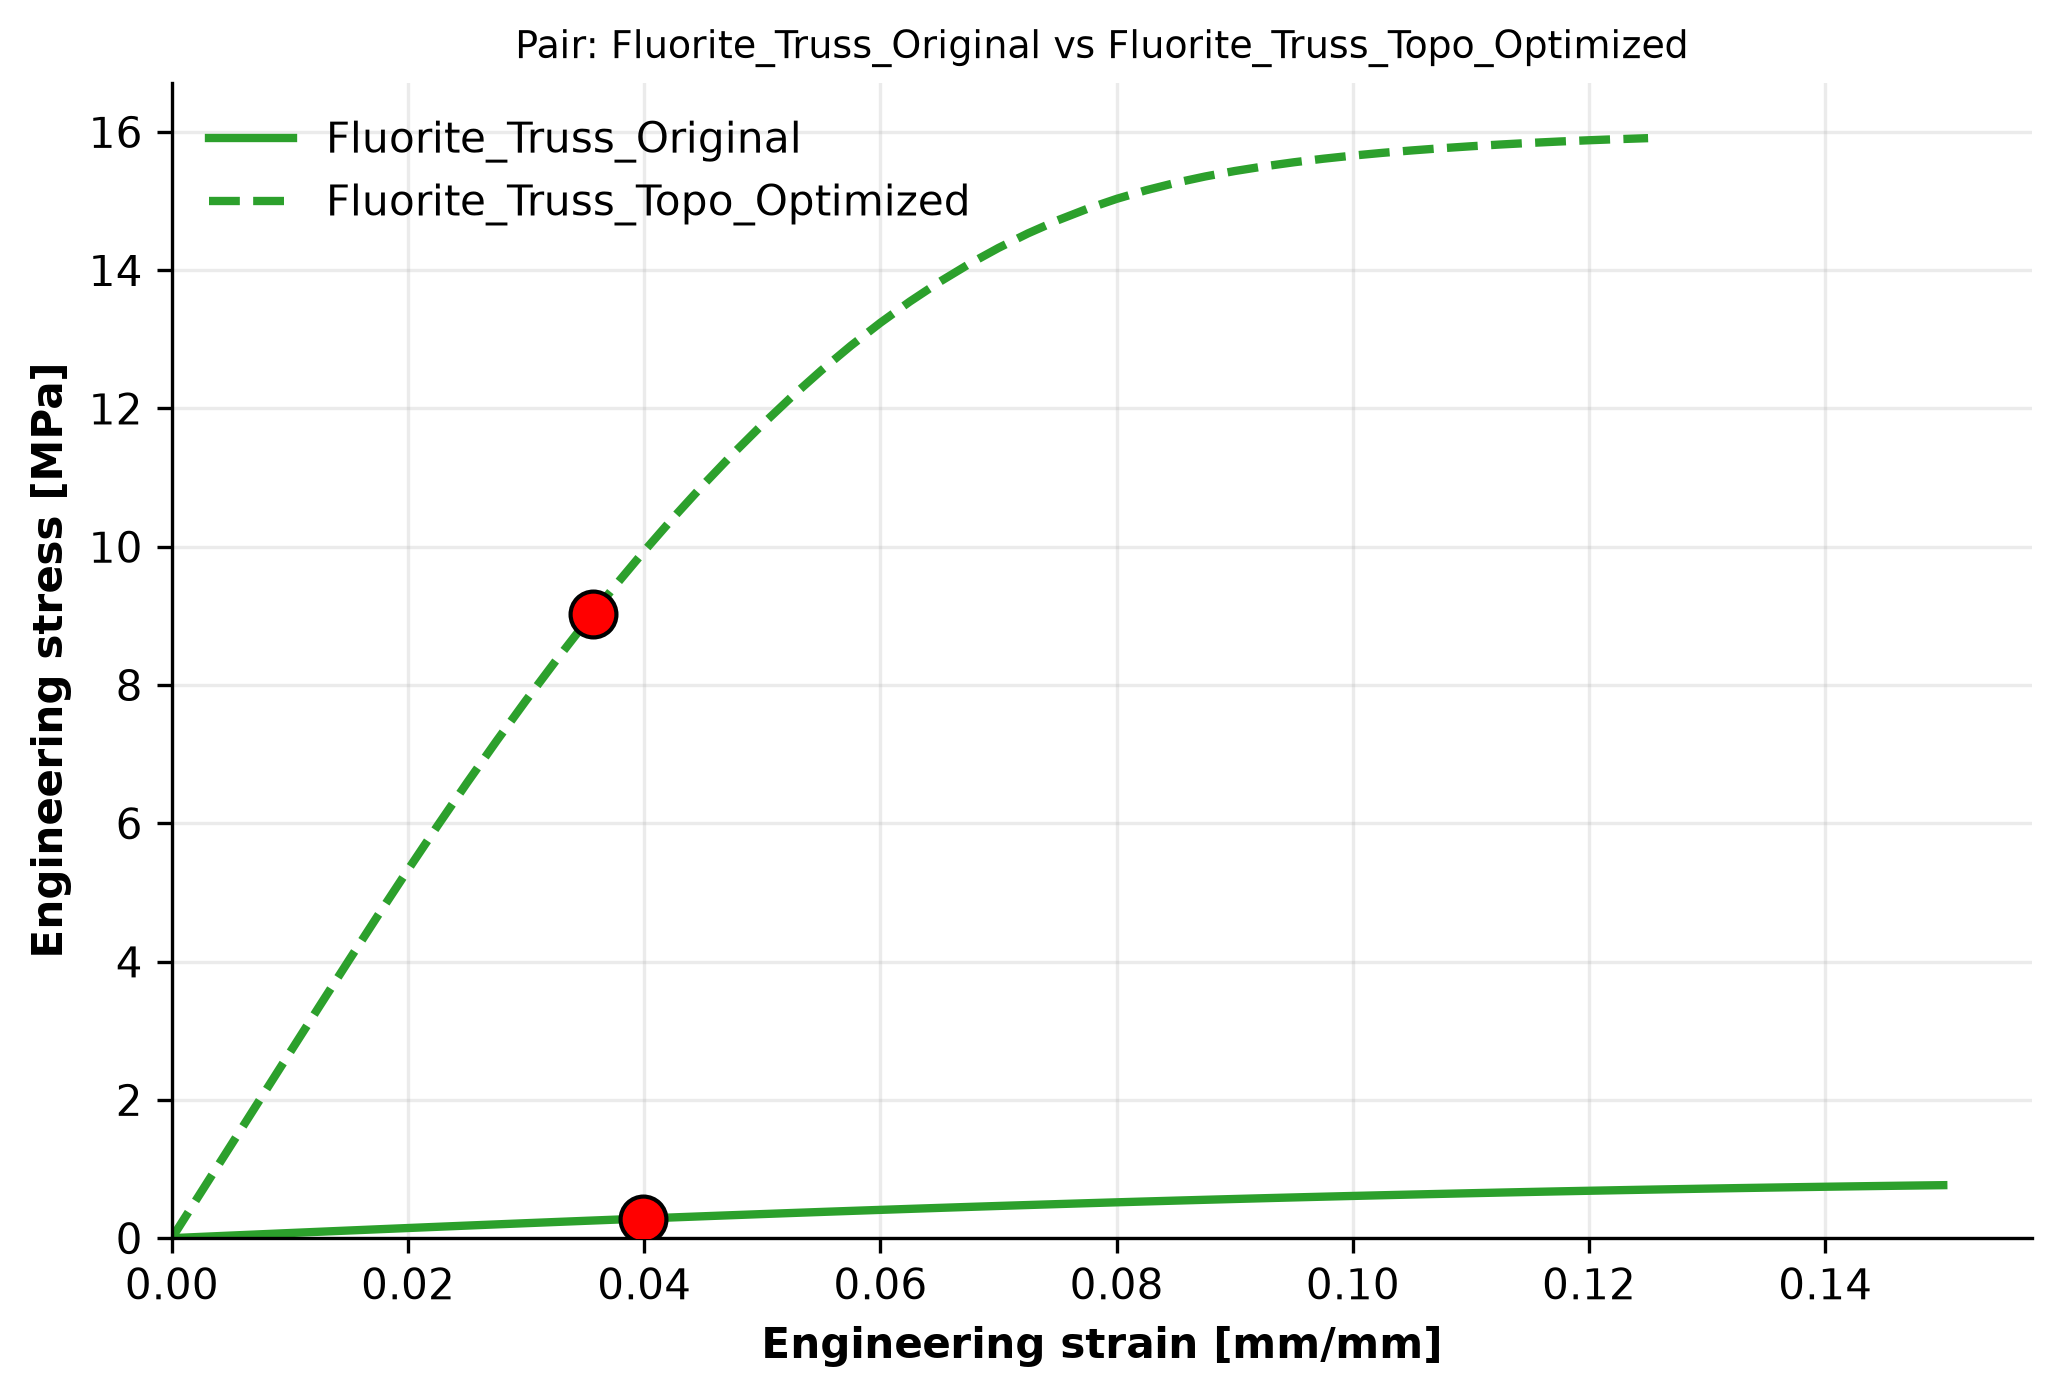 Pair: Fluorite_Truss_Original vs Fluorite_Truss_Topo_Optimized
Fluorite_Truss_Original
Fluorite_Truss_Topo_Optimized
Engineering stress [MPa]
16
14
12
10
8
6
4
2
0
0.00 0.02 0.04 0.06 0.08 0.10 0.12 0.14
Engineering strain [mm/mm]